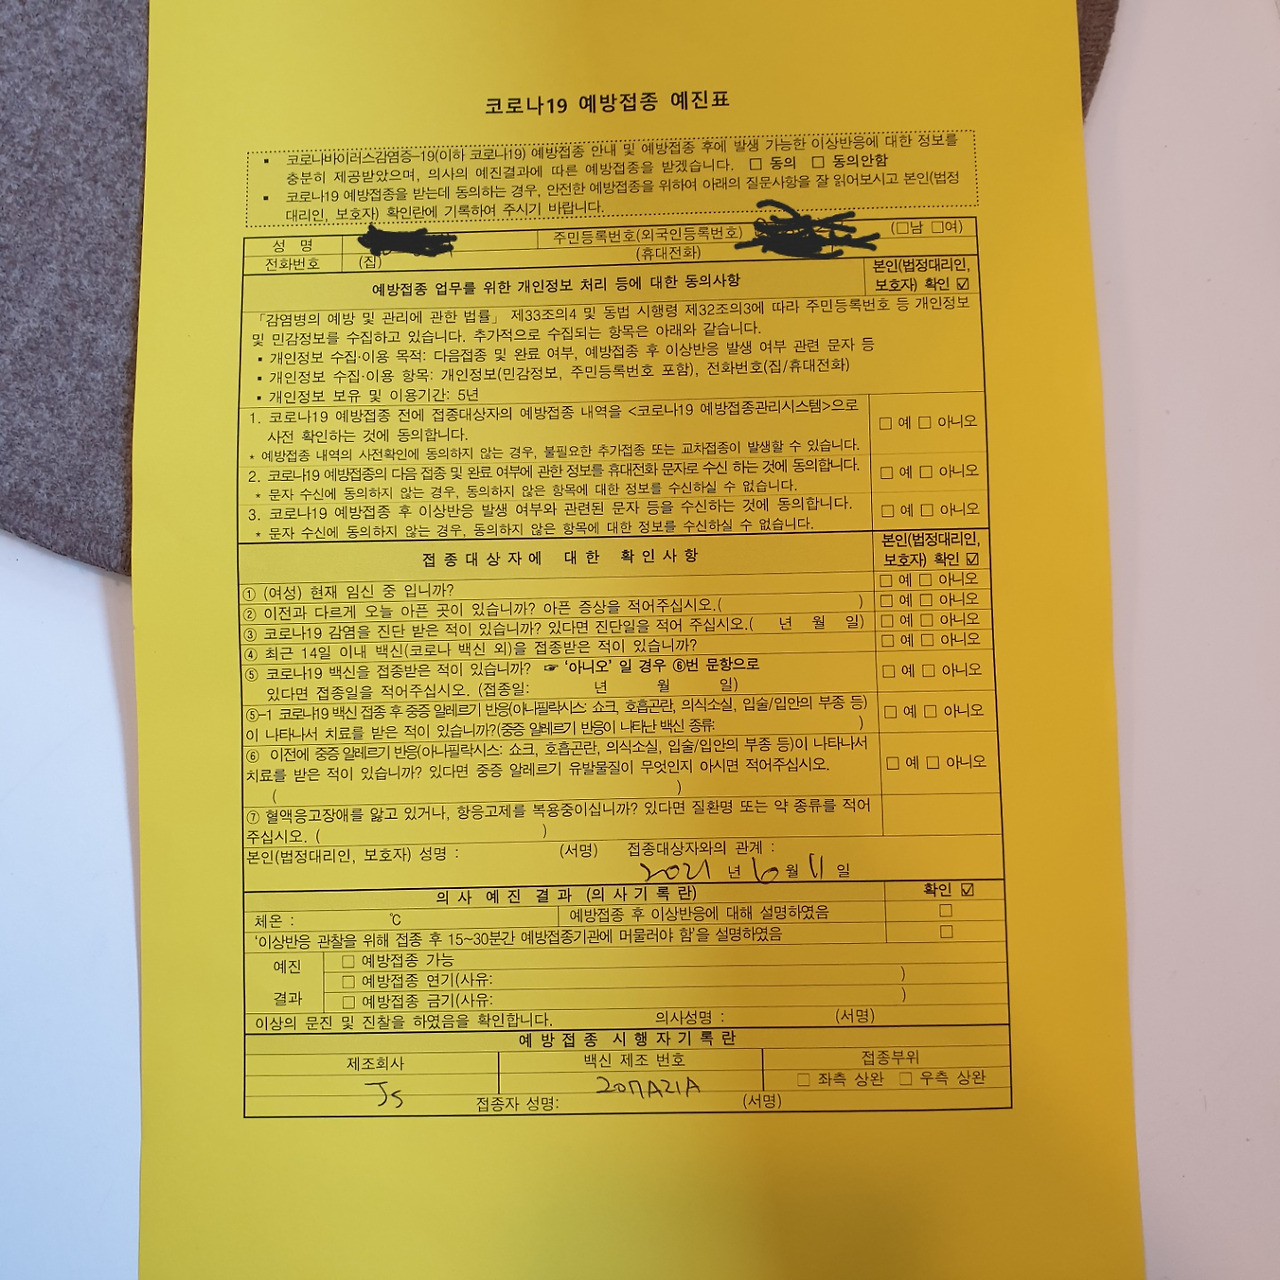 코로나19 예방접종 예진표
▪ 코로나바이러스감염증-19(이하 코로나19) 예방접종 안내 및 예방접종 후에 발생 가능한 이상반응에 대한 정보를
충분히 제공받았으며, 의사의 예진결과에 따른 예방접종을 받겠습니다. □ 동의 □ 동의안함
▪ 코로나19 예방접종을 받는데 동의하는 경우, 안전한 예방접종을 위하여 아래의 질문사항을 잘 읽어보시고 본인(법정
대리인, 보호자) 확인란에 기록하여 주시기 바랍니다.
성 명 주민등록번호(외국인등록번호) (□남 □여)
전화번호 (집) (휴대전화)
예방접종 업무를 위한 개인정보 처리 등에 대한 동의사항 본인(법정대리인,
보호자) 확인 ☑
「감염병의 예방 및 관리에 관한 법률」 제33조의4 및 동법 시행령 제32조의3에 따라 주민등록번호 등 개인정보
및 민감정보를 수집하고 있습니다. 추가적으로 수집되는 항목은 아래와 같습니다.
▪ 개인정보 수집·이용 목적: 다음접종 및 완료 여부, 예방접종 후 이상반응 발생 여부 관련 문자 등
▪ 개인정보 수집·이용 항목: 개인정보(민감정보, 주민등록번호 포함), 전화번호(집/휴대전화)
▪ 개인정보 보유 및 이용기간: 5년
1. 코로나19 예방접종 전에 접종대상자의 예방접종 내역을 <코로나19 예방접종관리시스템>으로
사전 확인하는 것에 동의합니다. □ 예 □ 아니오
* 예방접종 내역의 사전확인에 동의하지 않는 경우, 불필요한 추가접종 또는 교차접종이 발생할 수 있습니다.
2. 코로나19 예방접종의 다음 접종 및 완료 여부에 관한 정보를 휴대전화 문자로 수신 하는 것에 동의합니다. □ 예 □ 아니오
* 문자 수신에 동의하지 않는 경우, 동의하지 않은 항목에 대한 정보를 수신하실 수 없습니다.
3. 코로나19 예방접종 후 이상반응 발생 여부와 관련된 문자 등을 수신하는 것에 동의합니다. □ 예 □ 아니오
* 문자 수신에 동의하지 않는 경우, 동의하지 않은 항목에 대한 정보를 수신하실 수 없습니다.
접종대상자에 대한 확인사항 본인(법정대리인,
보호자) 확인 ☑
① (여성) 현재 임신 중 입니까? □ 예 □ 아니오
② 이전과 다르게 오늘 아픈 곳이 있습니까? 아픈 증상을 적어주십시오.( ) □ 예 □ 아니오
③ 코로나19 감염을 진단 받은 적이 있습니까? 있다면 진단일을 적어 주십시오.( 년 월 일) □ 예 □ 아니오
④ 최근 14일 이내 백신(코로나 백신 외)을 접종받은 적이 있습니까? □ 예 □ 아니오
⑤ 코로나19 백신을 접종받은 적이 있습니까? ☞ ‘아니오’ 일 경우 ⑥번 문항으로
있다면 접종일을 적어주십시오. (접종일: 년 월 일) □ 예 □ 아니오
⑤-1 코로나19 백신 접종 후 중증 알레르기 반응(아나필락시스: 쇼크, 호흡곤란, 의식소실, 입술/입안의 부종 등)
이 나타나서 치료를 받은 적이 있습니까?(중증 알레르기 반응이 나타난 백신 종류: ) □ 예 □ 아니오
⑥ 이전에 중증 알레르기 반응(아나필락시스: 쇼크, 호흡곤란, 의식소실, 입술/입안의 부종 등)이 나타나서
치료를 받은 적이 있습니까? 있다면 중증 알레르기 유발물질이 무엇인지 아시면 적어주십시오. □ 예 □ 아니오
( )
⑦ 혈액응고장애를 앓고 있거나, 항응고제를 복용중이십니까? 있다면 질환명 또는 약 종류를 적어
주십시오. ( )
본인(법정대리인, 보호자) 성명 : (서명) 접종대상자와의 관계 :
2021 년 6 월 11 일
의사 예진 결과 (의사기록란) 확인 ☑
체온 : ℃ 예방접종 후 이상반응에 대해 설명하였음 □
‘이상반응 관찰을 위해 접종 후 15~30분간 예방접종기관에 머물러야 함’을 설명하였음 □
예진 □ 예방접종 가능
□ 예방접종 연기(사유: )
결과 □ 예방접종 금기(사유: )
이상의 문진 및 진찰을 하였음을 확인합니다. 의사성명 : (서명)
예방접종 시행자기록란
제조회사 백신 제조 번호 접종부위
Js 207A21A □ 좌측 상완 □ 우측 상완
접종자 성명: (서명)